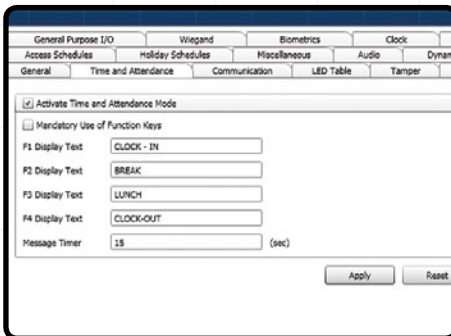 General Purpose I/O Wiegand Biometrics Clock
Access Schedules Holiday Schedules Miscellaneous Audio Dynam
General Time and Attendance Communication LED Table Tamper
Activate Time and Attendance Mode
Mandatory Use of Function Keys
F1 Display Text CLOCK - IN
F2 Display Text BREAK
F3 Display Text LUNCH
F4 Display Text CLOCK-OUT
Message Timer 15 (sec)
Apply Reset